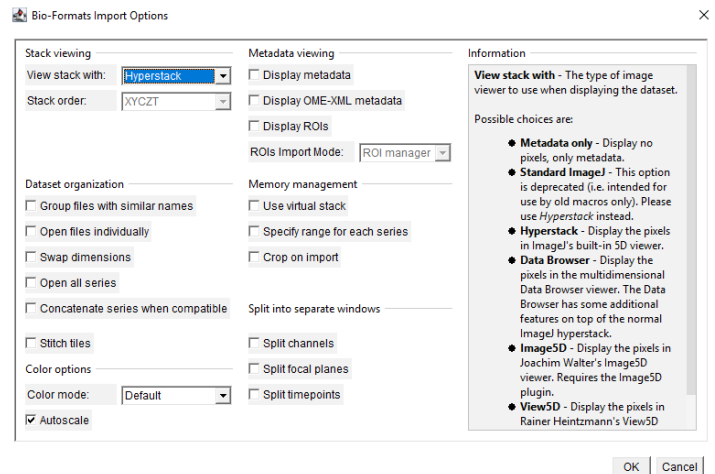 Bio-Formats Import Options
Stack viewing
View stack with: Hyperstack
Stack order: XYCZT
Metadata viewing
Display metadata
Display OME-XML metadata
Display ROIs
ROIs Import Mode: ROI manager
Dataset organization
Group files with similar names
Open files individually
Swap dimensions
Open all series
Concatenate series when compatible
Stitch tiles
Memory management
Use virtual stack
Specify range for each series
Crop on import
Color options
Color mode: Default
Autoscale
Split into separate windows
Split channels
Split focal planes
Split timepoints
Information
View stack with - The type of image
viewer to use when displaying the dataset.
Possible choices are:
Metadata only - Display no
pixels, only metadata.
Standard ImageJ - This option
is deprecated (i.e. intended for
use by old macros only). Please
use Hyperstack instead.
Hyperstack - Display the pixels
in ImageJ's built-in 5D viewer.
Data Browser - Display the
pixels in the multidimensional
Data Browser viewer. The Data
Browser has some additional
features on top of the normal
ImageJ hyperstack.
Image5D - Display the pixels in
Joachim Walter's Image5D
viewer. Requires the Image5D
plugin.
View5D - Display the pixels in
Rainer Heintzmann's View5D
OK
Cancel